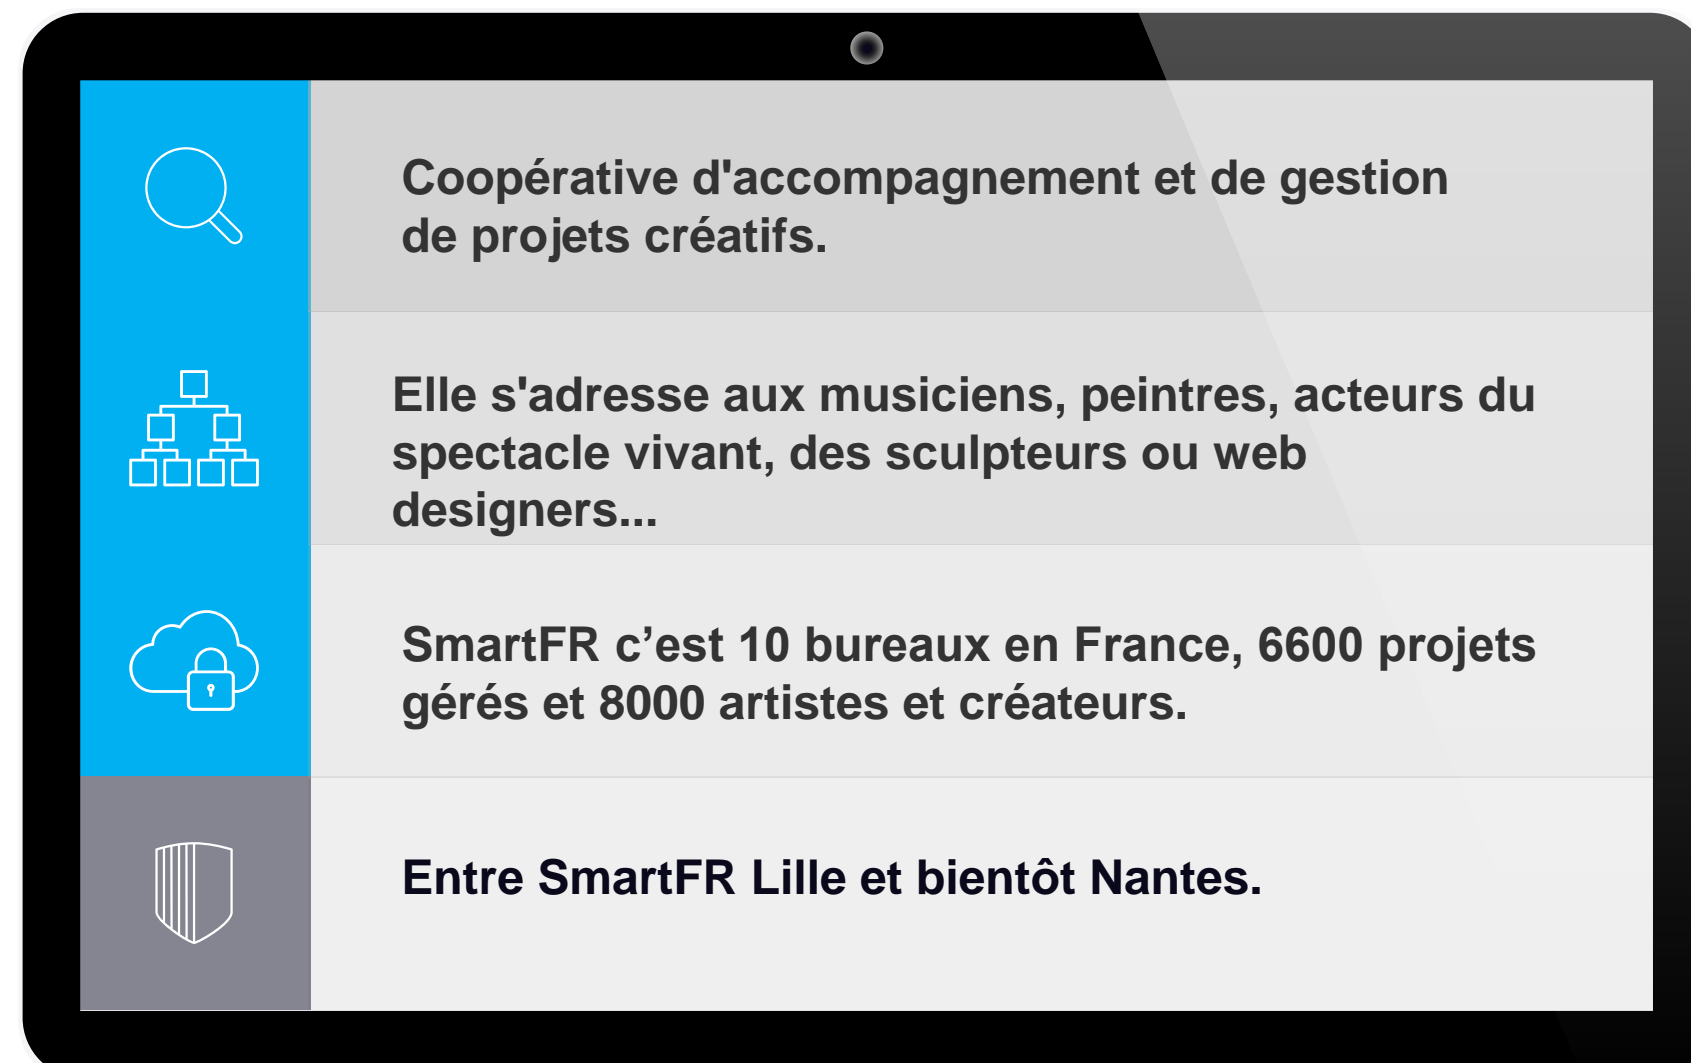 Coopérative d'accompagnement et de gestion
de projets créatifs.
Elle s'adresse aux musiciens, peintres, acteurs du
spectacle vivant, des sculpteurs ou web
designers...
SmartFR c’est 10 bureaux en France, 6600 projets
gérés et 8000 artistes et créateurs.
Entre SmartFR Lille et bientôt Nantes.